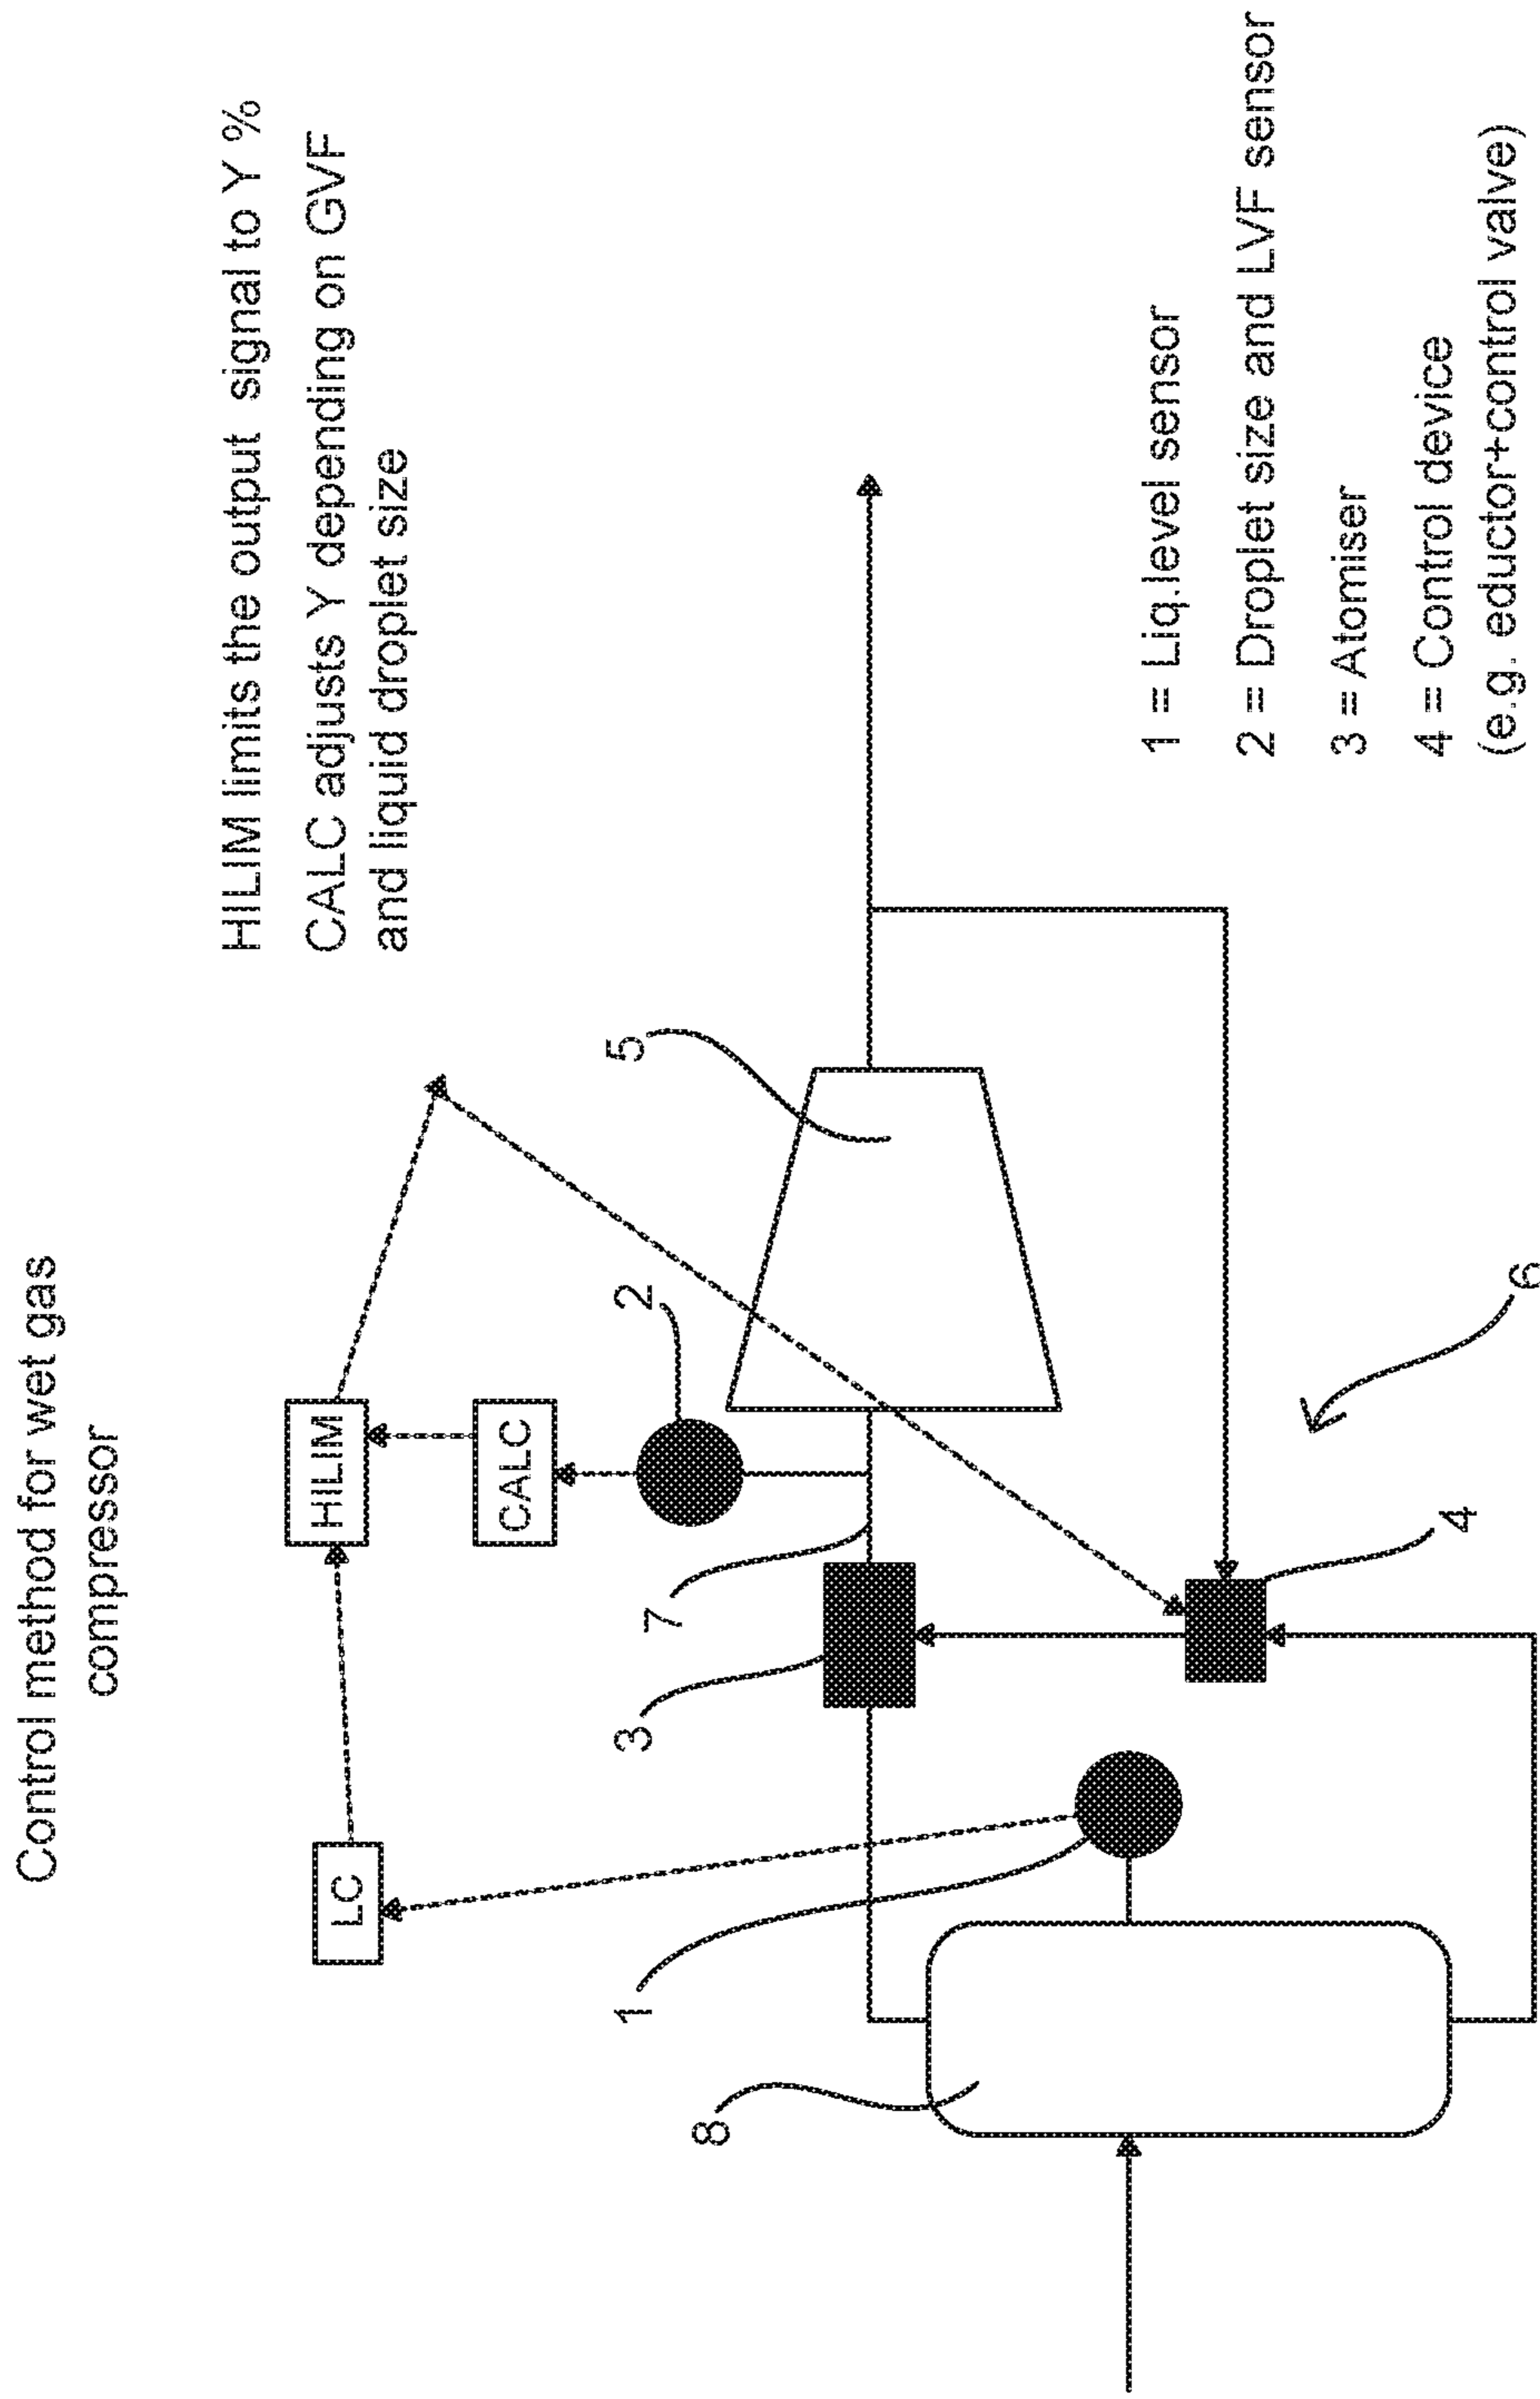 Control method for wet gas
compressor
HILIM limits the output signal to Y %
CALC adjusts Y depending on GVF
and liquid droplet size
LC
HILIM
CALC
2
5
3
7
1
8
4
6
1 = Liq.level sensor
2 = Droplet size and LVF sensor
3 = Atomiser
4 = Control device
(e.g. eductor+control valve)